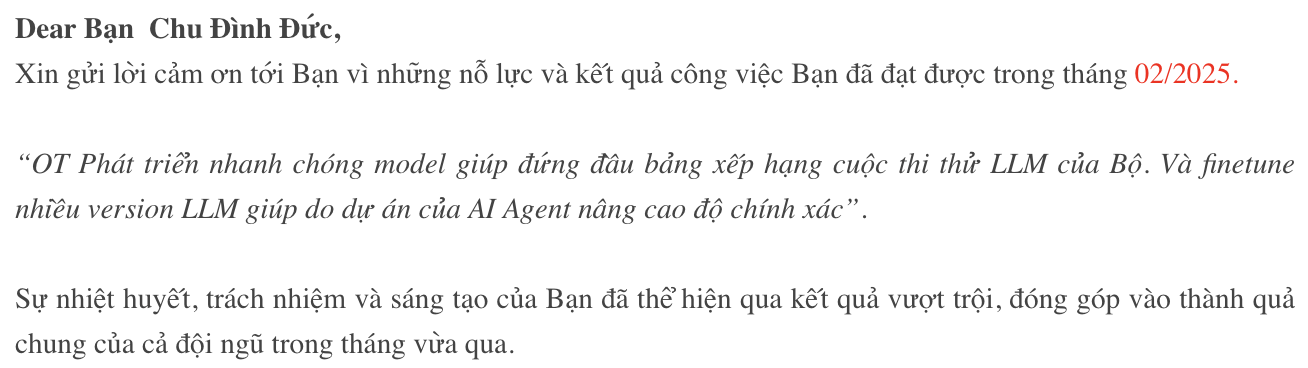 Dear Bạn  Chu Đình Đức,
Xin gửi lời cảm ơn tới Bạn vì những nỗ lực và kết quả công việc Bạn đã đạt được trong tháng 02/2025.
“OT Phát triển nhanh chóng model giúp đứng đầu bảng xếp hạng cuộc thi thử LLM của Bộ. Và finetune
nhiều version LLM giúp do dự án của AI Agent nâng cao độ chính xác”.
Sự nhiệt huyết, trách nhiệm và sáng tạo của Bạn đã thể hiện qua kết quả vượt trội, đóng góp vào thành quả
chung của cả đội ngũ trong tháng vừa qua.